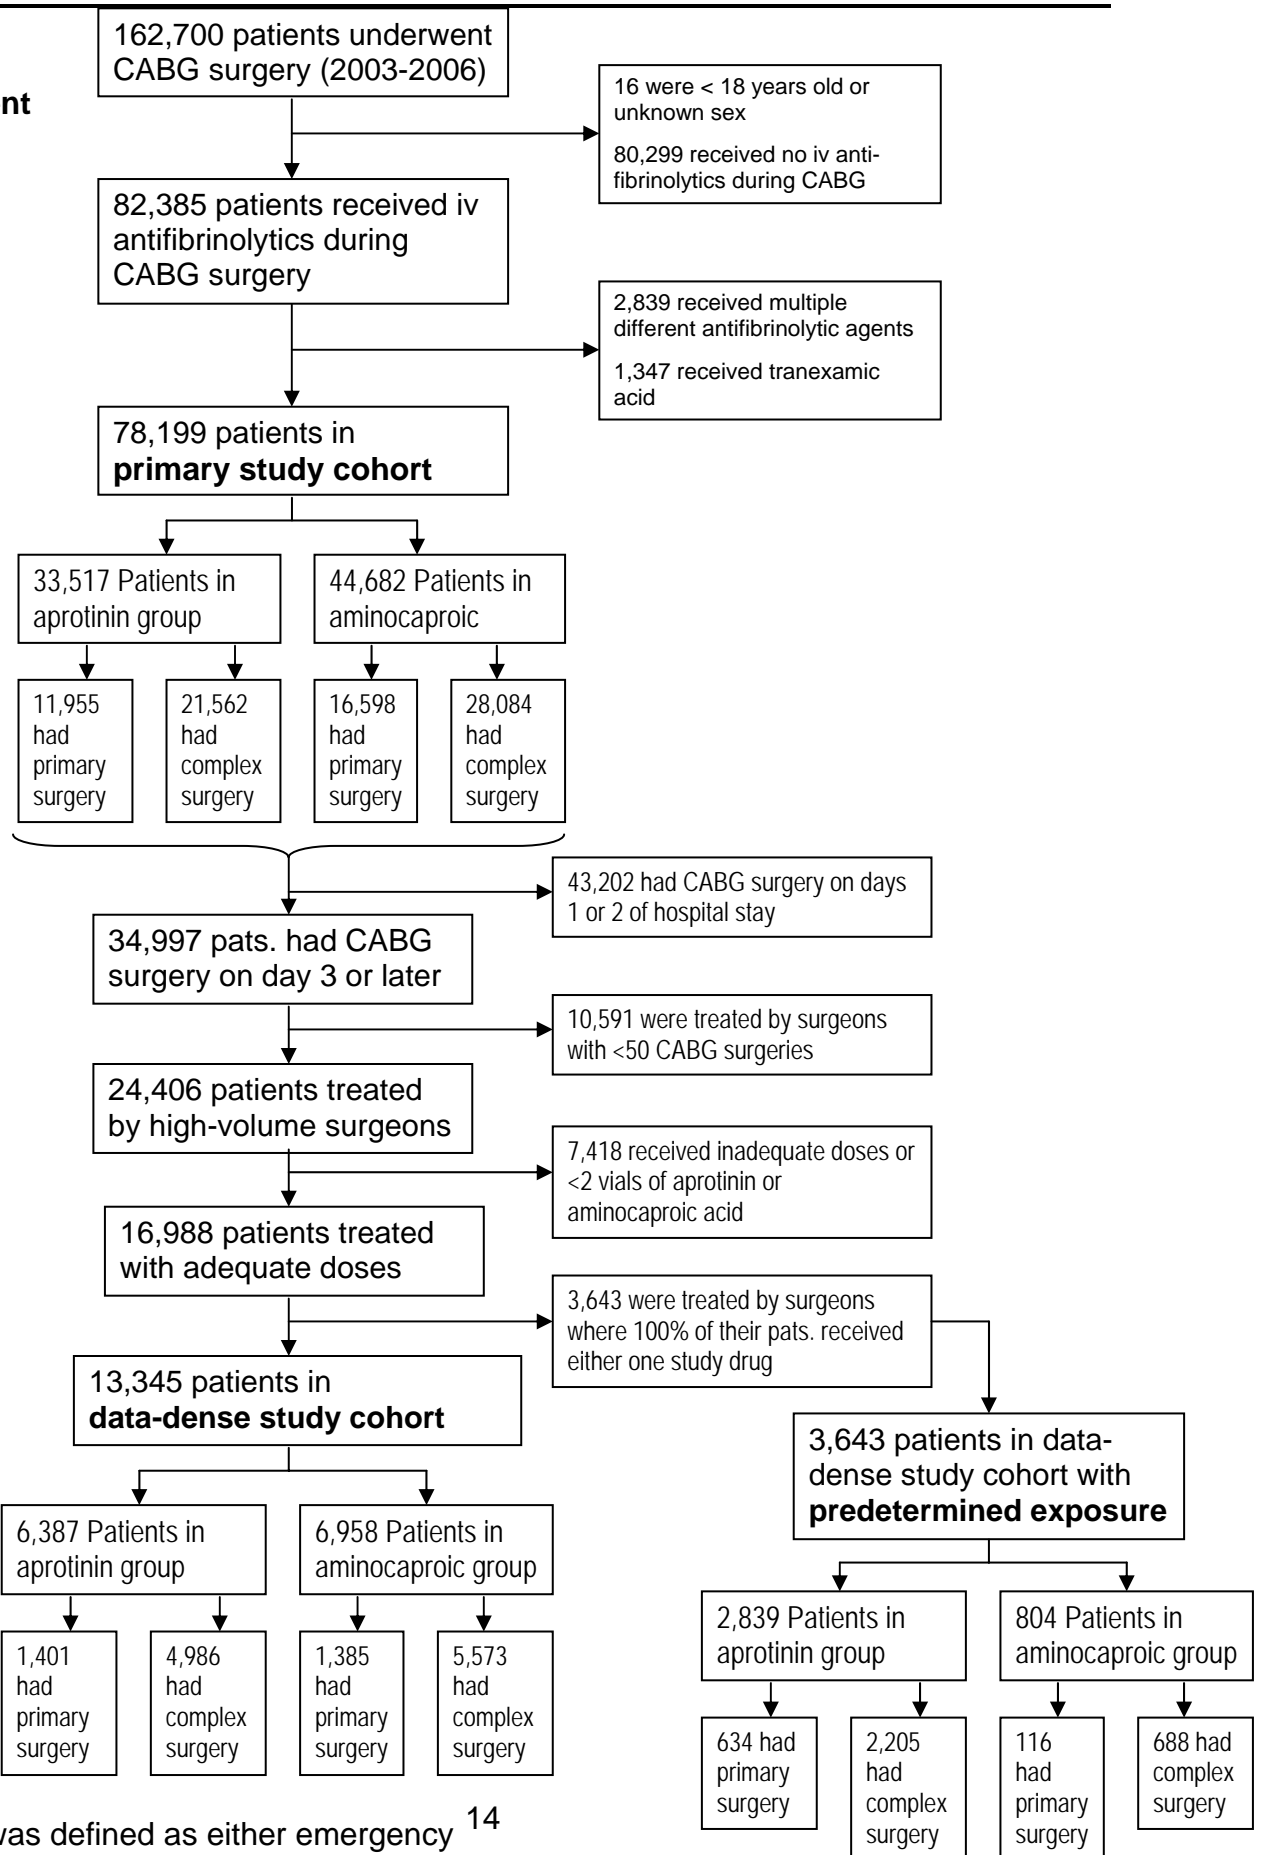 162,700 patients underwent
CABG surgery (2003-2006)
nt
16 were < 18 years old or
unknown sex
80,299 received no iv anti-
fibrinolytics during CABG
82,385 patients received iv
antifibrinolytics during
CABG surgery
2,839 received multiple
different antifibrinolytic agents
1,347 received tranexamic
acid
78,199 patients in
primary study cohort
33,517 Patients in
aprotinin group
44,682 Patients in
aminocaproic
11,955
had
primary
surgery
21,562
had
complex
surgery
16,598
had
primary
surgery
28,084
had
complex
surgery
43,202 had CABG surgery on days
1 or 2 of hospital stay
34,997 pats. had CABG
surgery on day 3 or later
10,591 were treated by surgeons
with <50 CABG surgeries
24,406 patients treated
by high-volume surgeons
7,418 received inadequate doses or
<2 vials of aprotinin or
aminocaproic acid
16,988 patients treated
with adequate doses
3,643 were treated by surgeons
where 100% of their pats. received
either one study drug
13,345 patients in
data-dense study cohort
3,643 patients in data-
dense study cohort with
predetermined exposure
6,387 Patients in
aprotinin group
6,958 Patients in
aminocaproic group
1,401
had
primary
surgery
4,986
had
complex
surgery
1,385
had
primary
surgery
5,573
had
complex
surgery
2,839 Patients in
aprotinin group
804 Patients in
aminocaproic group
634 had
primary
surgery
2,205
had
complex
surgery
116
had
primary
surgery
688 had
complex
surgery
was defined as either emergency 14